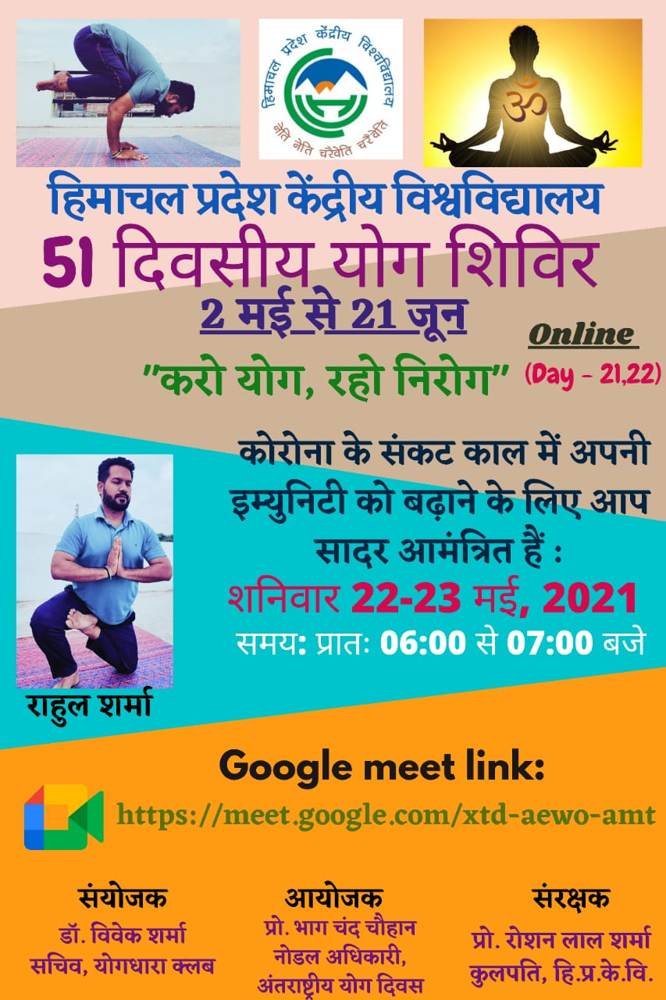 हिमाचल प्रदेश केंद्रीय विश्वविद्यालय
नेति नेति चरैवेति चरैवेति
ॐ
हिमाचल प्रदेश केंद्रीय विश्वविद्यालय
51 दिवसीय योग शिविर
2 मई से 21 जून
Online
"करो योग, रहो निरोग"
(Day - 21,22)
कोरोना के संकट काल में अपनी
इम्युनिटी को बढ़ाने के लिए आप
सादर आमंत्रित हैं :
शनिवार 22-23 मई, 2021
समय: प्रातः 06:00 से 07:00 बजे
राहुल शर्मा
Google meet link:
https://meet.google.com/xtd-aewo-amt
संयोजक
डॉ. विवेक शर्मा
सचिव, योगधारा क्लब
आयोजक
प्रो. भाग चंद चौहान
नोडल अधिकारी,
अंतराष्ट्रीय योग दिवस
संरक्षक
प्रो. रोशन लाल शर्मा
कुलपति, हि.प्र.के.वि.